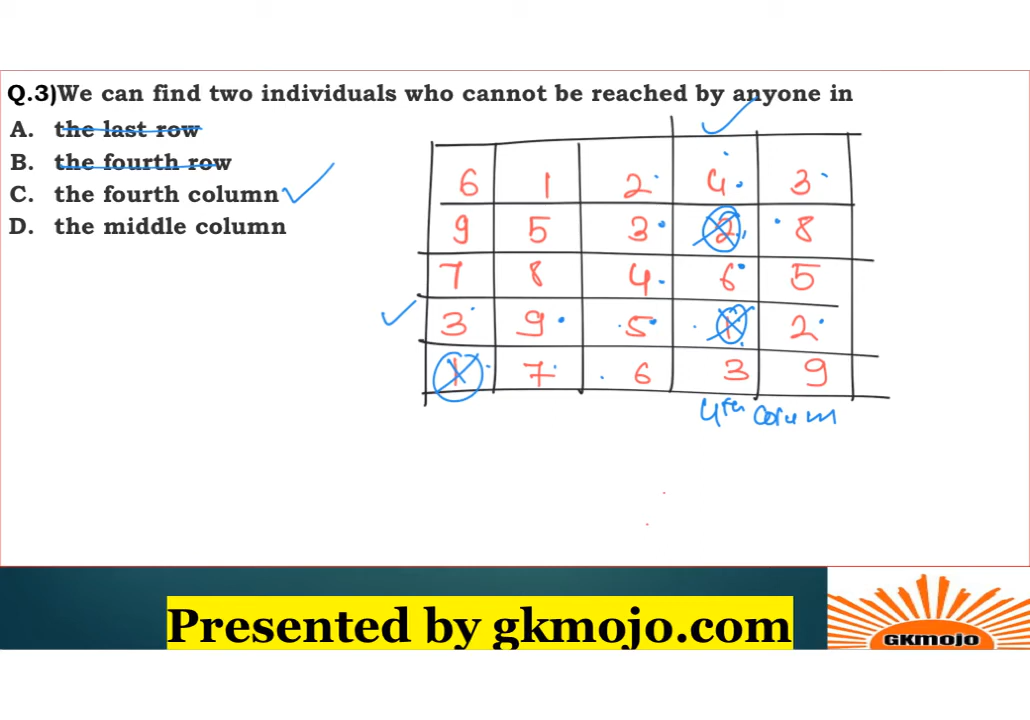 Q.3)We can find two individuals who cannot be reached by anyone in
A. the last row
B. the fourth row
C. the fourth column
D. the middle column
6 1 2 4 3
9 5 3 2 8
7 8 4 6 5
3 9 5 1 2
1 7 6 3 9
4th column
Presented by gkmojo.com
GKmojo